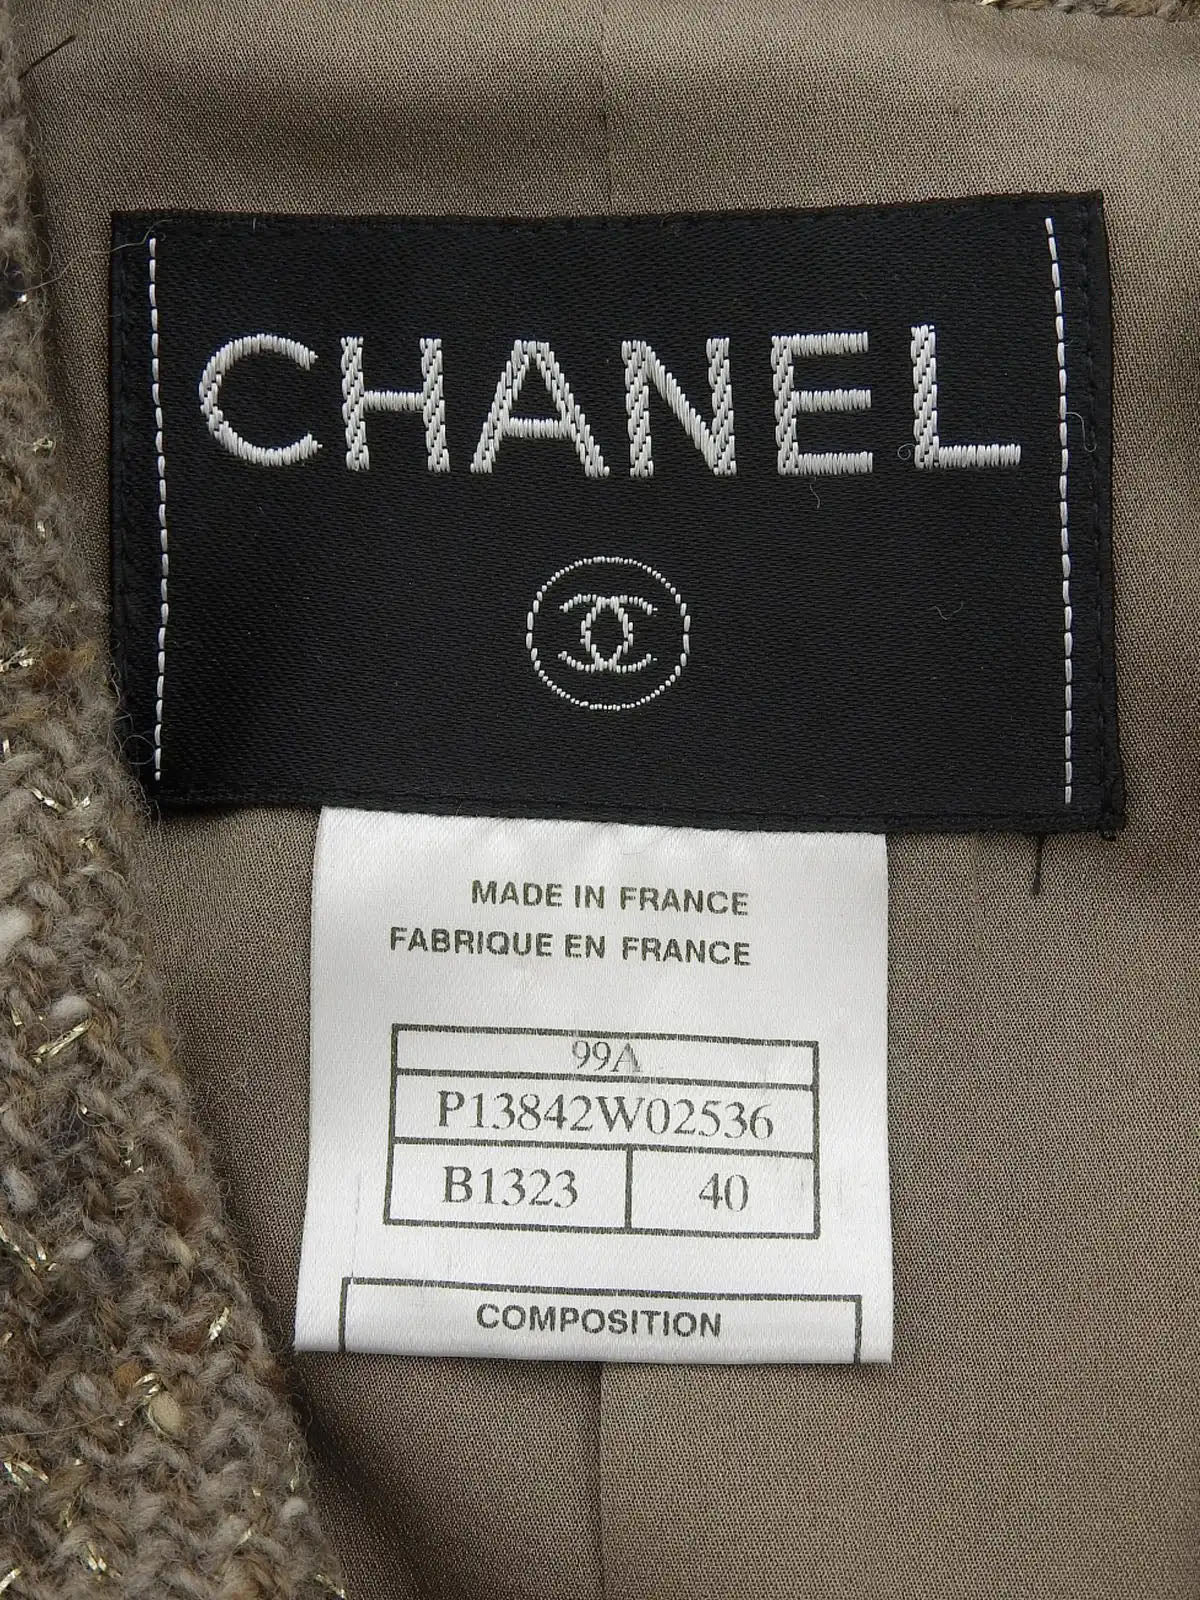 CHANEL
MADE IN FRANCE
FABRIQUE EN FRANCE
99A
P13842W02536
B1323 40
COMPOSITION